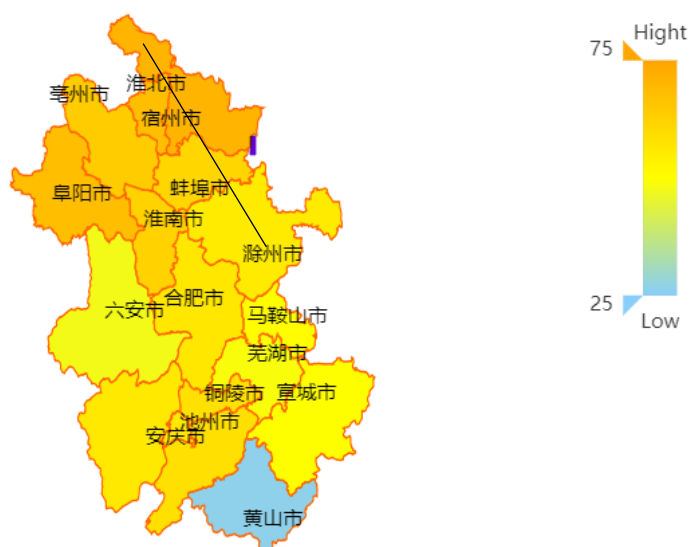 Hight
75
淮北市
亳州市
宿州市
阜阳市
蚌埠市
淮南市
滁州市
合肥市
25
六安市
马鞍山市
Low
芜湖市
铜陵市
宣城市
池州市
安庆市
黄山市